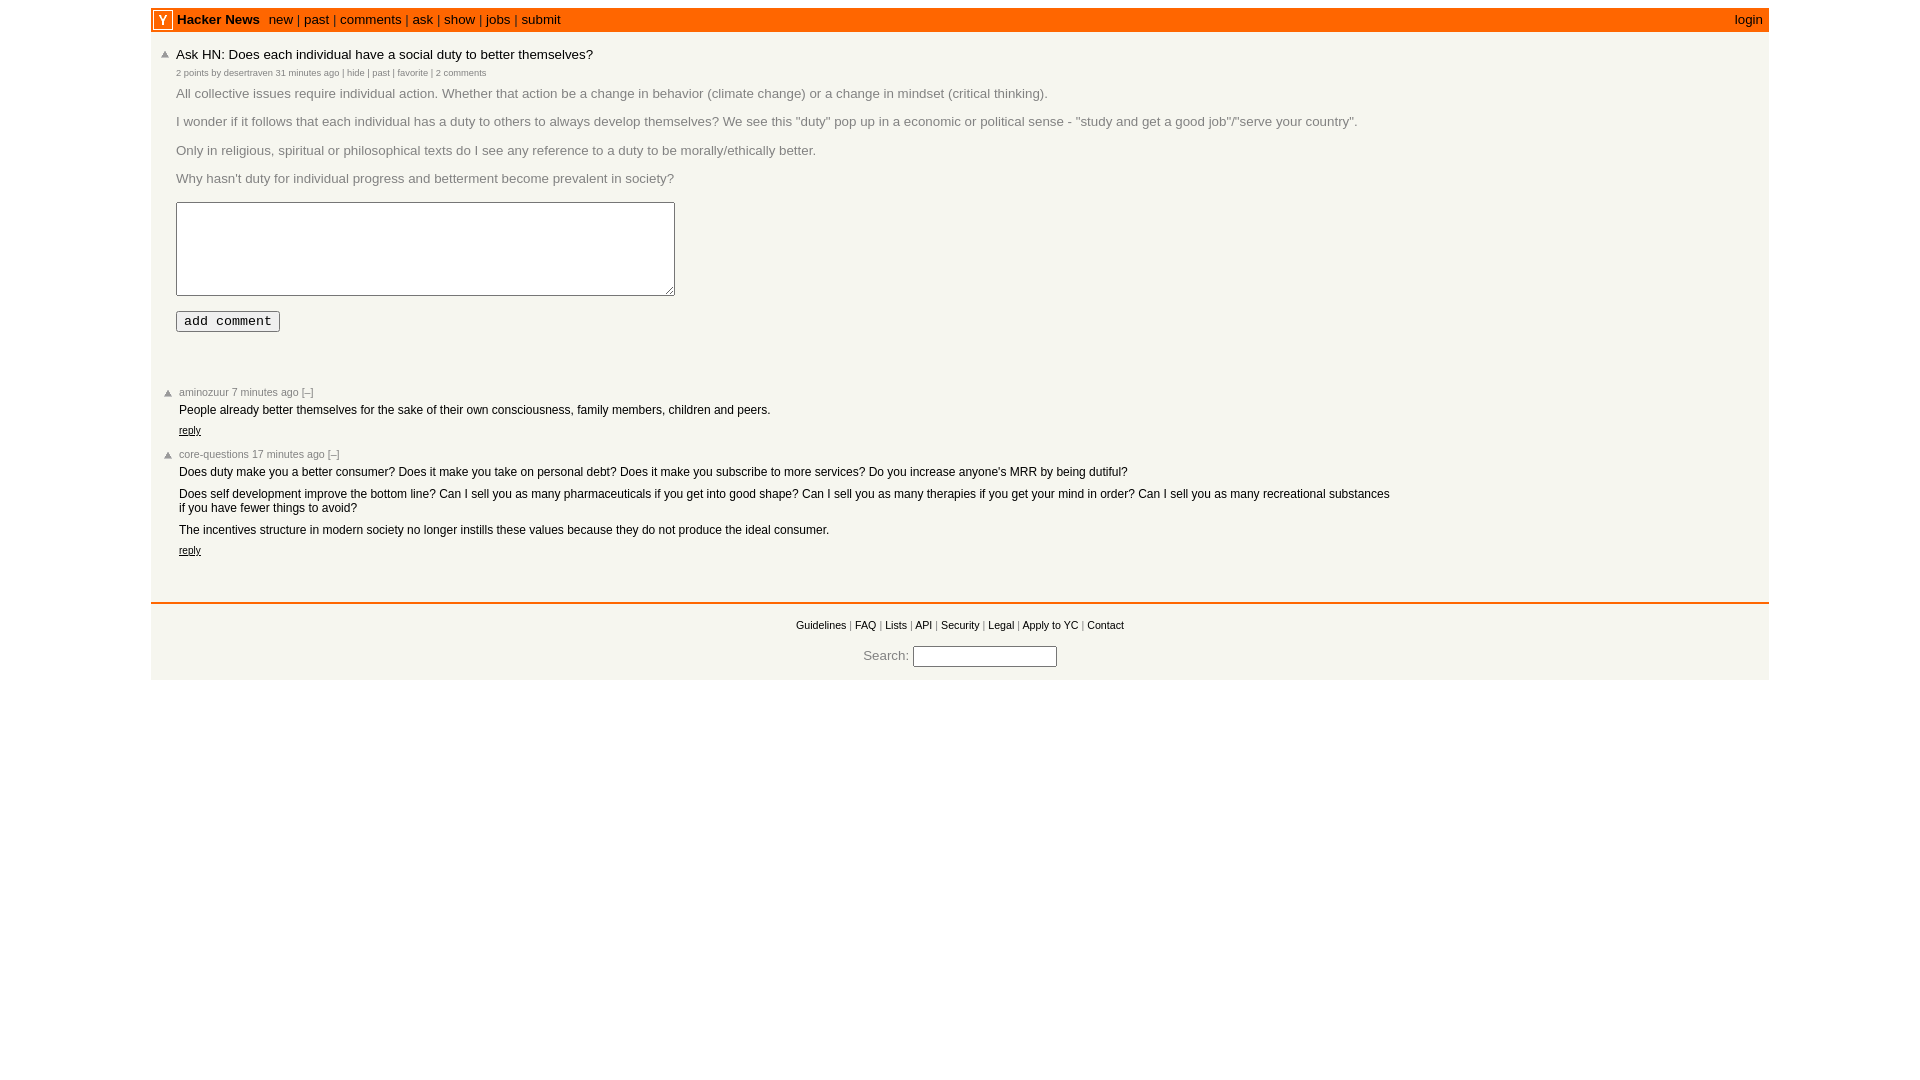 Y Hacker News new | past | comments | ask | show | jobs | submit login
Ask HN: Does each individual have a social duty to better themselves?
2 points by desertraven 31 minutes ago | hide | past | favorite | 2 comments
All collective issues require individual action. Whether that action be a change in behavior (climate change) or a change in mindset (critical thinking).
I wonder if it follows that each individual has a duty to others to always develop themselves? We see this "duty" pop up in a economic or political sense - "study and get a good job"/"serve your country".
Only in religious, spiritual or philosophical texts do I see any reference to a duty to be morally/ethically better.
Why hasn't duty for individual progress and betterment become prevalent in society?
add comment
aminozuur 7 minutes ago [–]
People already better themselves for the sake of their own consciousness, family members, children and peers.
reply
core-questions 17 minutes ago [–]
Does duty make you a better consumer? Does it make you take on personal debt? Does it make you subscribe to more services? Do you increase anyone's MRR by being dutiful?
Does self development improve the bottom line? Can I sell you as many pharmaceuticals if you get into good shape? Can I sell you as many therapies if you get your mind in order? Can I sell you as many recreational substances
if you have fewer things to avoid?
The incentives structure in modern society no longer instills these values because they do not produce the ideal consumer.
reply
Guidelines | FAQ | Lists | API | Security | Legal | Apply to YC | Contact
Search: